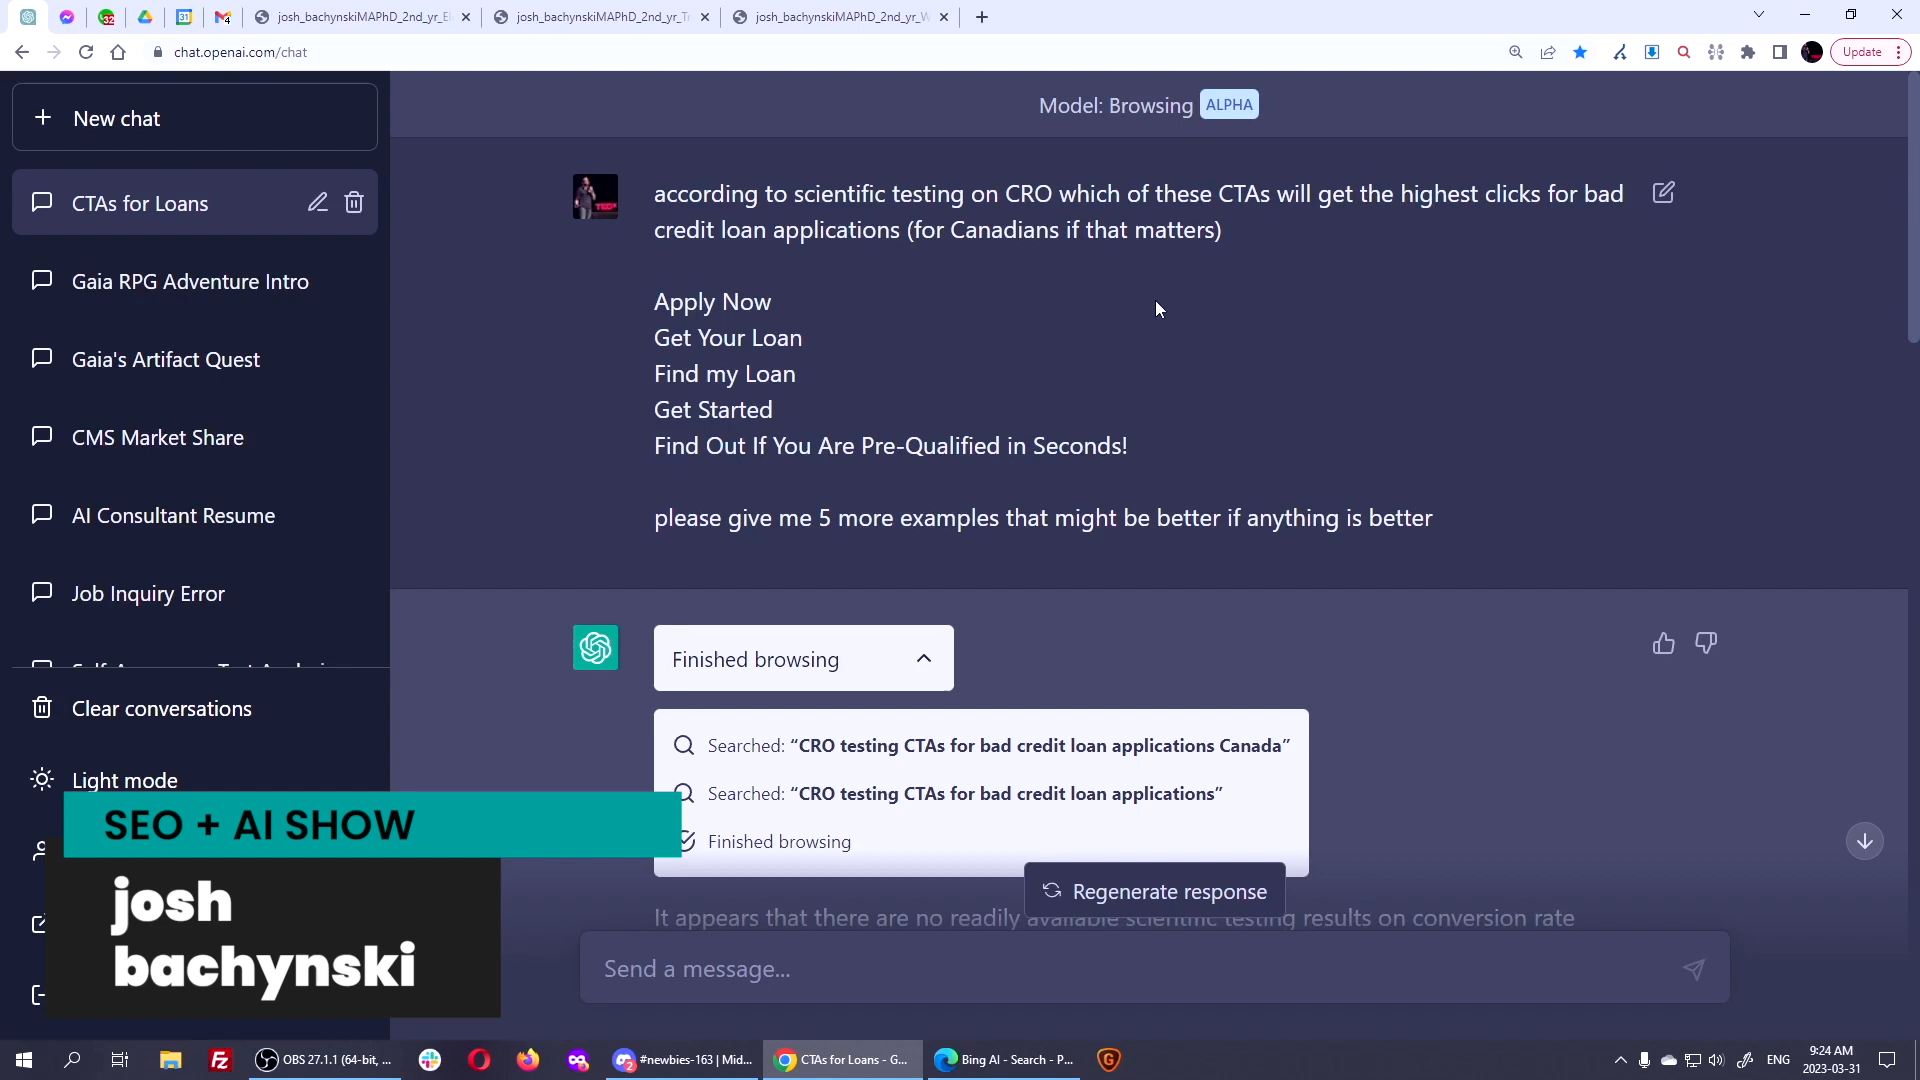 josh_bachynskiMAPhD_2nd_yr_E
josh_bachynskiMAPhD_2nd_yr_Tr
josh_bachynskiMAPhD_2nd_yr_W
chat.openai.com/chat
Update
New chat
Model: Browsing ALPHA
CTAs for Loans
Gaia RPG Adventure Intro
Gaia's Artifact Quest
CMS Market Share
AI Consultant Resume
Job Inquiry Error
Clear conversations
Light mode
according to scientific testing on CRO which of these CTAs will get the highest clicks for bad
credit loan applications (for Canadians if that matters)
Apply Now
Get Your Loan
Find my Loan
Get Started
Find Out If You Are Pre-Qualified in Seconds!
please give me 5 more examples that might be better if anything is better
Finished browsing
Searched: “CRO testing CTAs for bad credit loan applications Canada”
Searched: “CRO testing CTAs for bad credit loan applications”
Finished browsing
Regenerate response
It appears that there are no readily available scientific testing results on conversion rate
Send a message...
SEO + AI SHOW
josh
bachynski
OBS 27.1.1 (64-bit, ...
#newbies-163 | Mid...
CTAs for Loans - G...
Bing AI - Search - P...
ENG
9:24 AM
2023-03-31